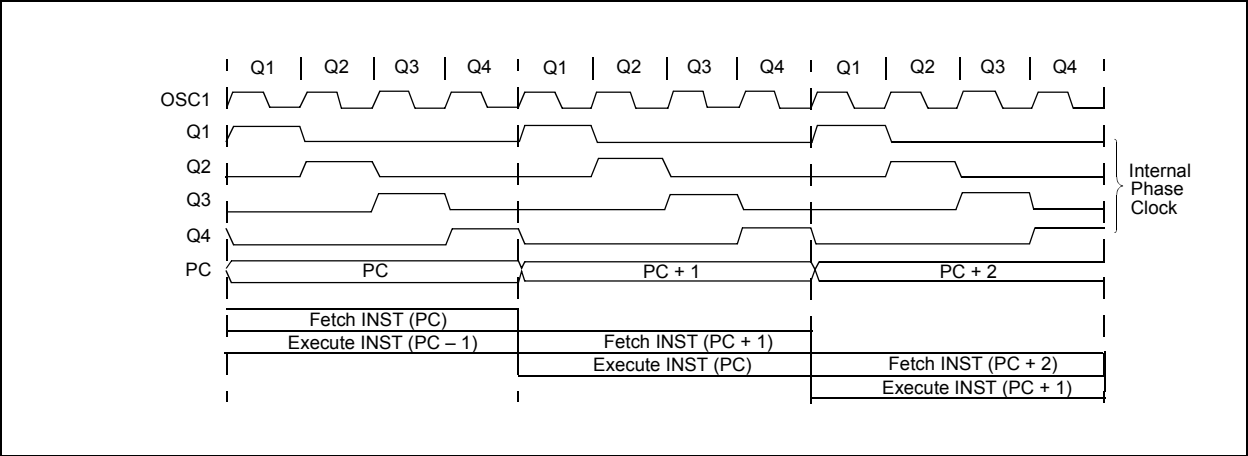 Q1 Q2 Q3 Q4 Q1 Q2 Q3 Q4 Q1 Q2 Q3 Q4
OSC1
Q1
Q2
Q3
Q4
Internal
Phase
Clock
PC PC PC + 1 PC + 2
Fetch INST (PC)
Execute INST (PC – 1) Fetch INST (PC + 1)
Execute INST (PC) Fetch INST (PC + 2)
Execute INST (PC + 1)